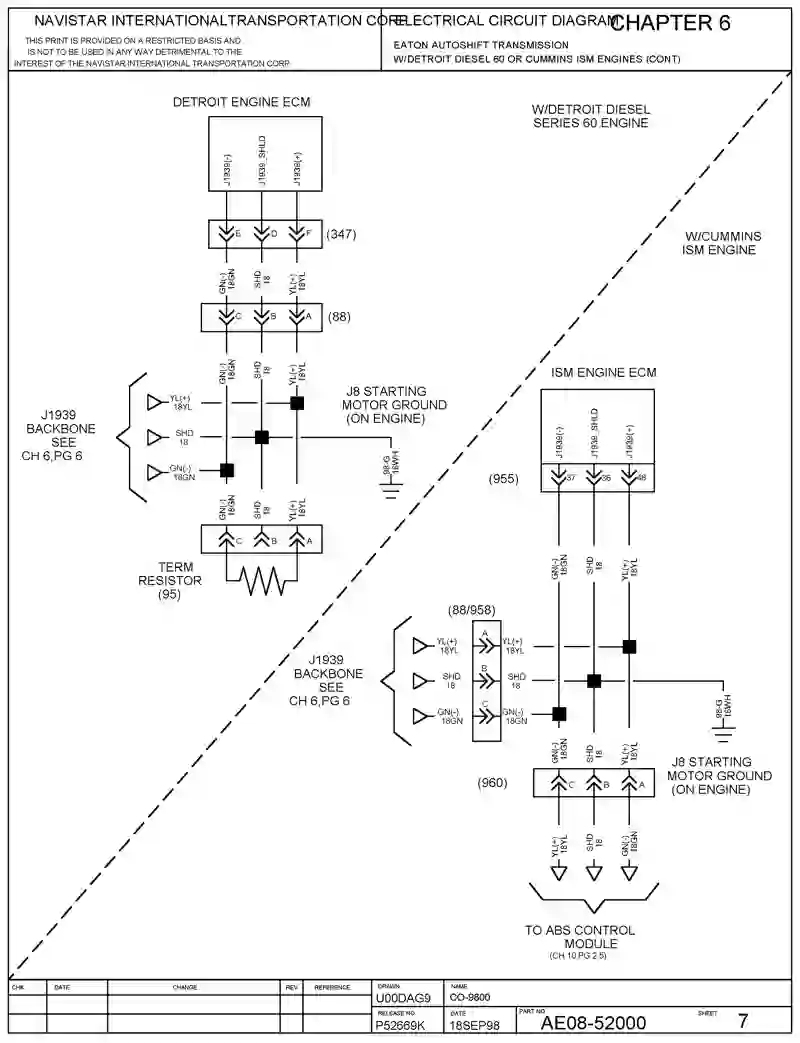 NAVISTAR INTERNATIONALTRANSPORTATION CORP.
THIS PRINT IS PROVIDED ON A RESTRICTED BASIS AND
IS NOT TO BE USED IN ANY WAY DETRIMENTAL TO THE
INTEREST OF THE NAVISTAR INTERNATIONAL TRANSPORTATION CORP.
ELECTRICAL CIRCUIT DIAGRAM
CHAPTER 6
EATON AUTOSHIFT TRANSMISSION
W/DETROIT DIESEL 60 OR CUMMINS ISM ENGINES (CONT)
DETROIT ENGINE ECM
J1939(-)
J1939_SHLD
J1939(+)
E
D
F
(347)
GN(-)
18GN
SHD
18
YL(+)
18YL
C
B
A
(88)
GN(-)
18GN
SHD
18
YL(+)
18YL
J1939
BACKBONE
SEE
CH 6,PG 6
YL(+)
18YL
SHD
18
GN(-)
18GN
J8 STARTING
MOTOR GROUND
(ON ENGINE)
98-G
16WH
GN(-)
18GN
SHD
18
YL(+)
18YL
C
B
A
TERM
RESISTOR
(95)
W/DETROIT DIESEL
SERIES 60 ENGINE
W/CUMMINS
ISM ENGINE
ISM ENGINE ECM
J1939(-)
J1939_SHLD
J1939(+)
(955)
37
36
46
GN(-)
18GN
SHD
18
YL(+)
18YL
(88/958)
J1939
BACKBONE
SEE
CH 6,PG 6
YL(+)
18YL
A
YL(+)
18YL
SHD
18
B
SHD
18
GN(-)
18GN
C
GN(-)
18GN
98-G
16WH
J8 STARTING
MOTOR GROUND
(ON ENGINE)
GN(-)
18GN
SHD
18
YL(+)
18YL
(960)
C
B
A
YL(+)
18YL
SHD
18
GN(-)
18GN
TO ABS CONTROL
MODULE
(CH 10,PG 2.5)
CHK
DATE
CHANGE
REV
REFERENCE
DRAWN
U00DAG9
NAME
CO-9800
RELEASE NO.
P52669K
DATE
18SEP98
PART NO.
AE08-52000
SHEET
7